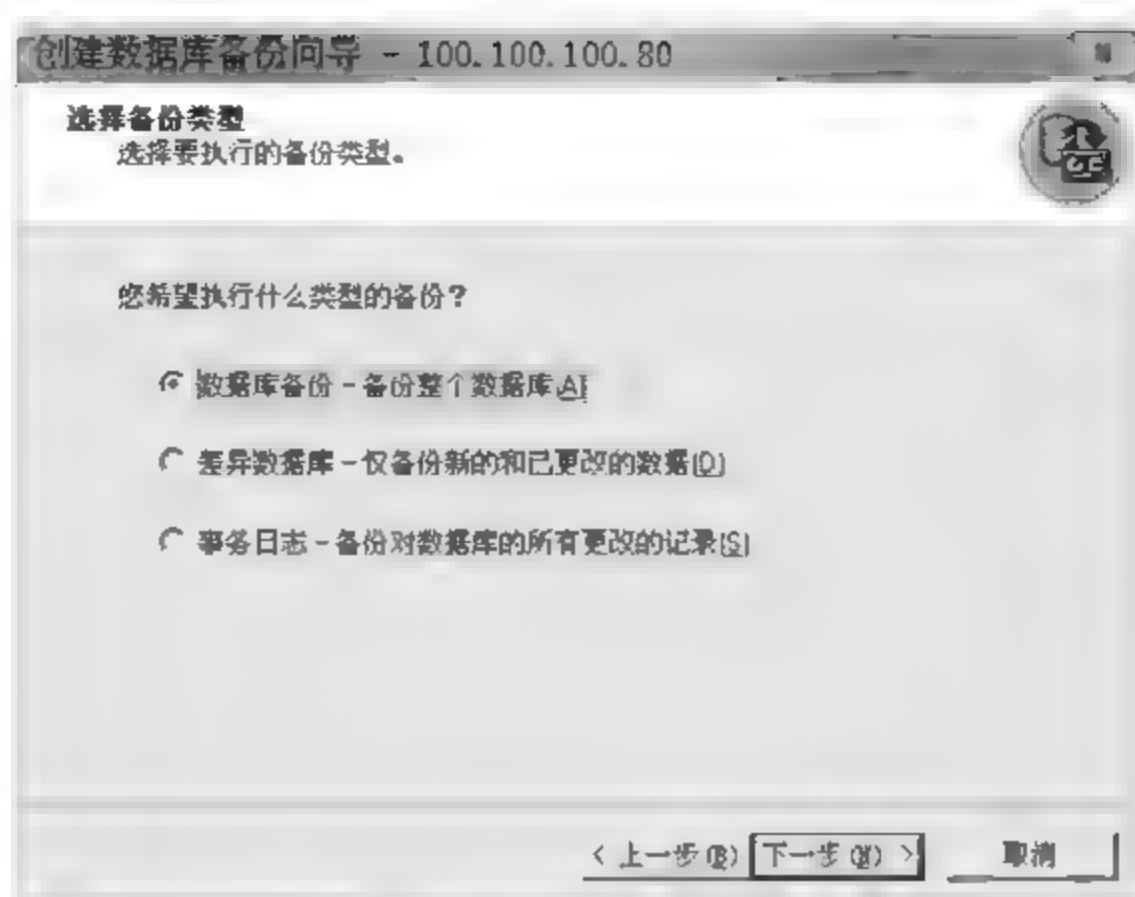 创建数据库备份向导 - 100.100.100.80
选择备份类型
选择要执行的备份类型。
您希望执行什么类型的备份?
数据库备份 - 备份整个数据库(A)
差异数据库 - 仅备份新的和已更改的数据(D)
事务日志 - 备份对数据库的所有更改的记录(S)
< 上一步(B) 下一步(N) > 取消